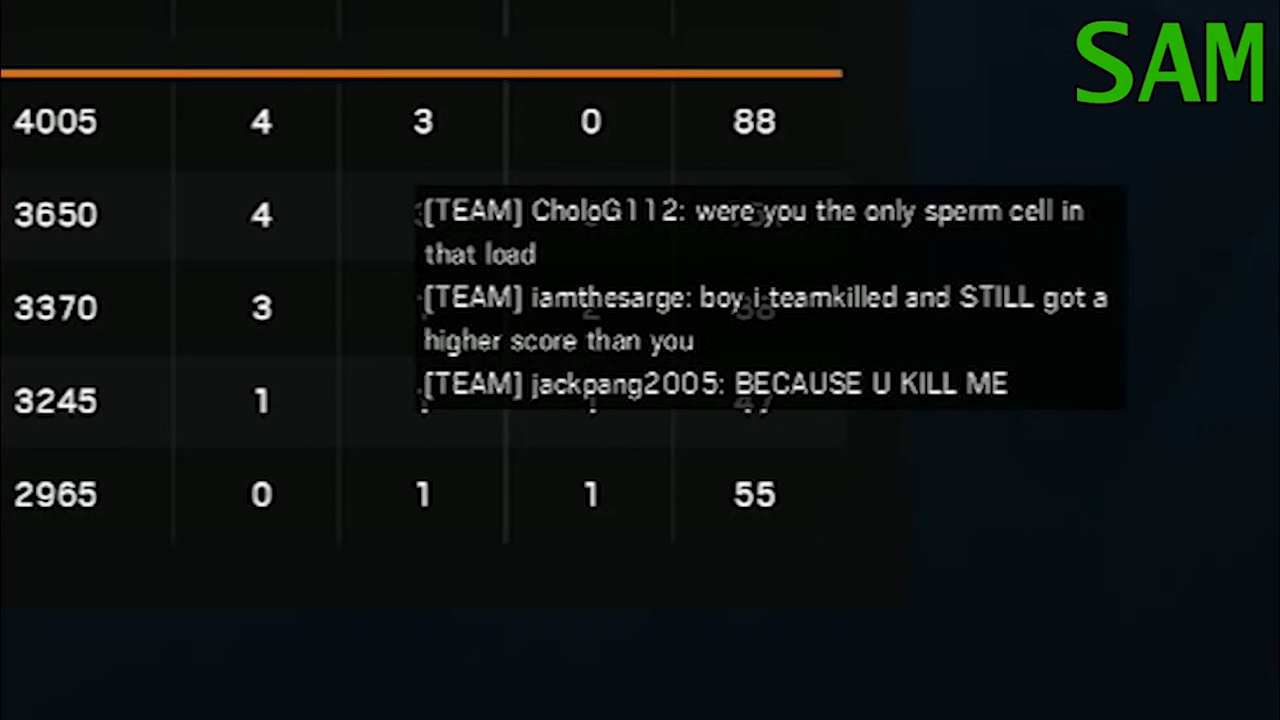 SAM
4005 4 3 0 88
3650 4
[TEAM] CholoG112: were you the only sperm cell in
that load
3370 3
[TEAM] iamthesarge: boy i teamkilled and STILL got a
higher score than you
3245 1
[TEAM] jackpang2005: BECAUSE U KILL ME
2965 0 1 1 55